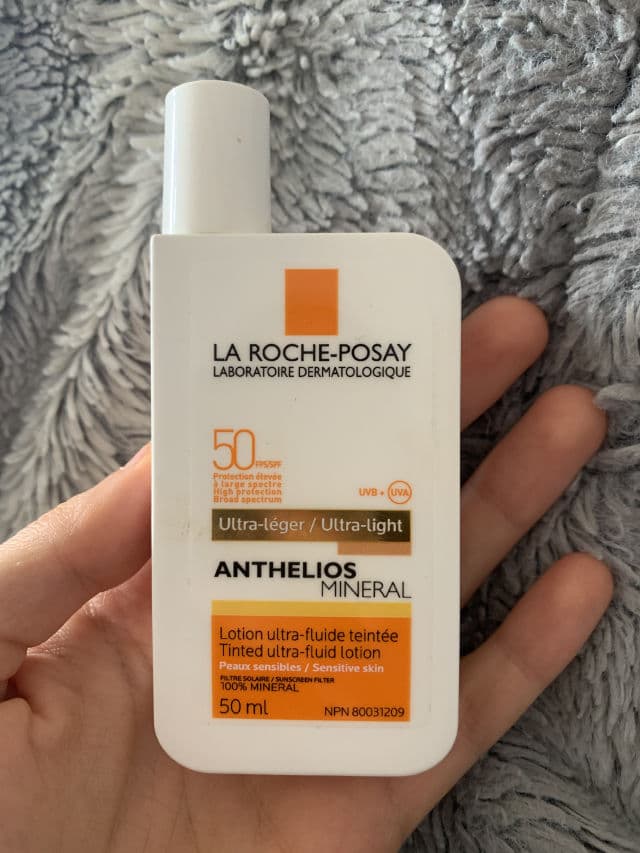 LA ROCHE-POSAY
LABORATOIRE DERMATOLOGIQUE
50 FPS/SPF
Protection élevée
à large spectre
High protection
Broad spectrum
UVB + UVA
Ultra-léger / Ultra-light
ANTHELIOS
MINERAL
Lotion ultra-fluide teintée
Tinted ultra-fluid lotion
Peaux sensibles / Sensitive skin
FILTRE SOLAIRE / SUNSCREEN FILTER
100% MINERAL
50 ml NPN 80031209